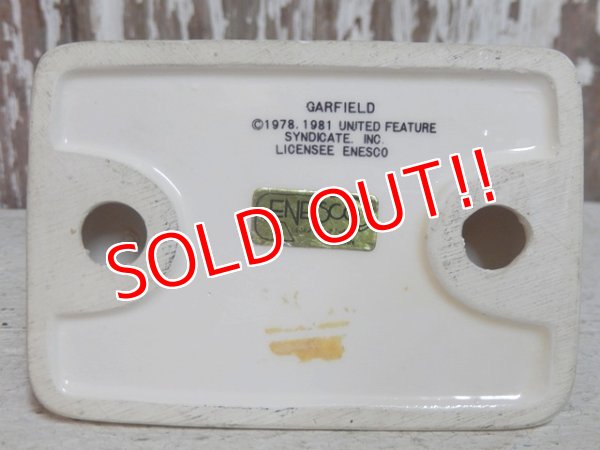 GARFIELD
©1978, 1981 UNITED FEATURE
SYNDICATE, INC.
LICENSEE ENESCO
ENESCO
SOLD OUT!!